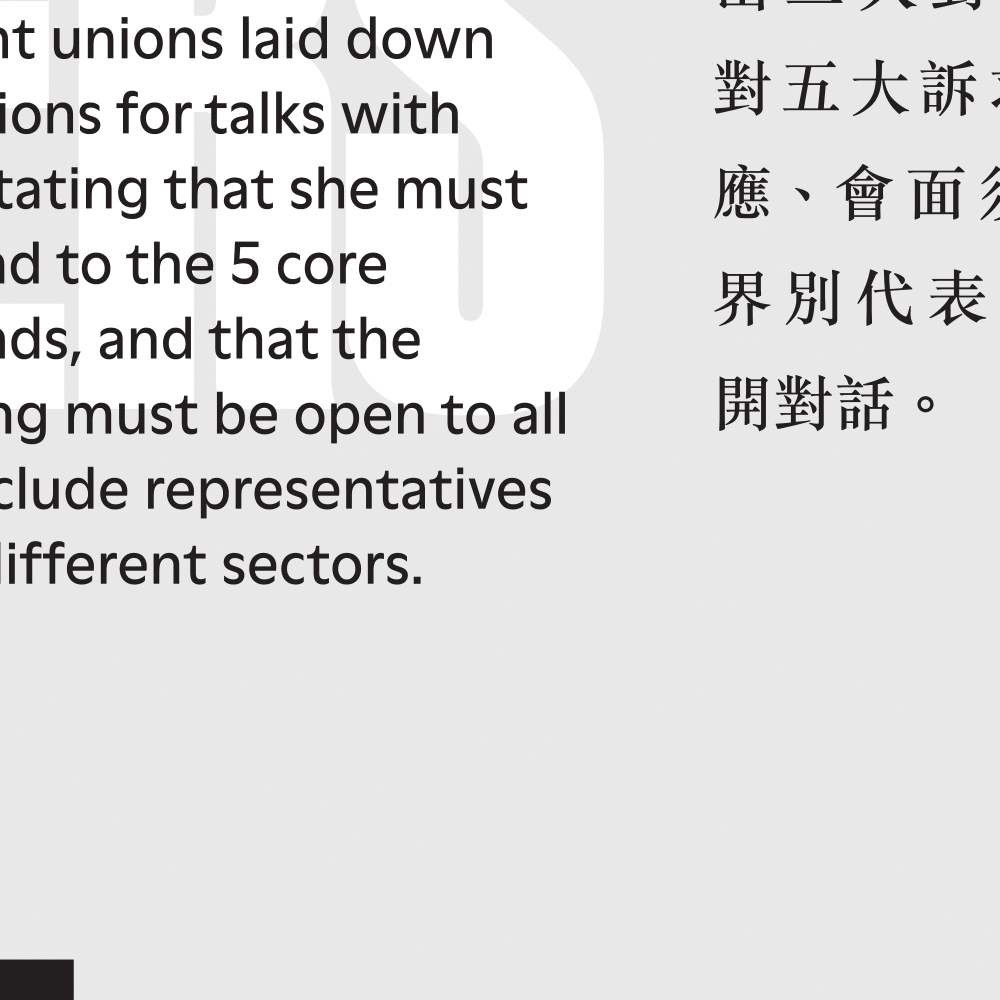 nt unions laid down
ions for talks with
tating that she must
nd to the 5 core
nds, and that the
ng must be open to all
clude representatives
different sectors.
對五大訴求
應、會面須
界別代表
開對話。